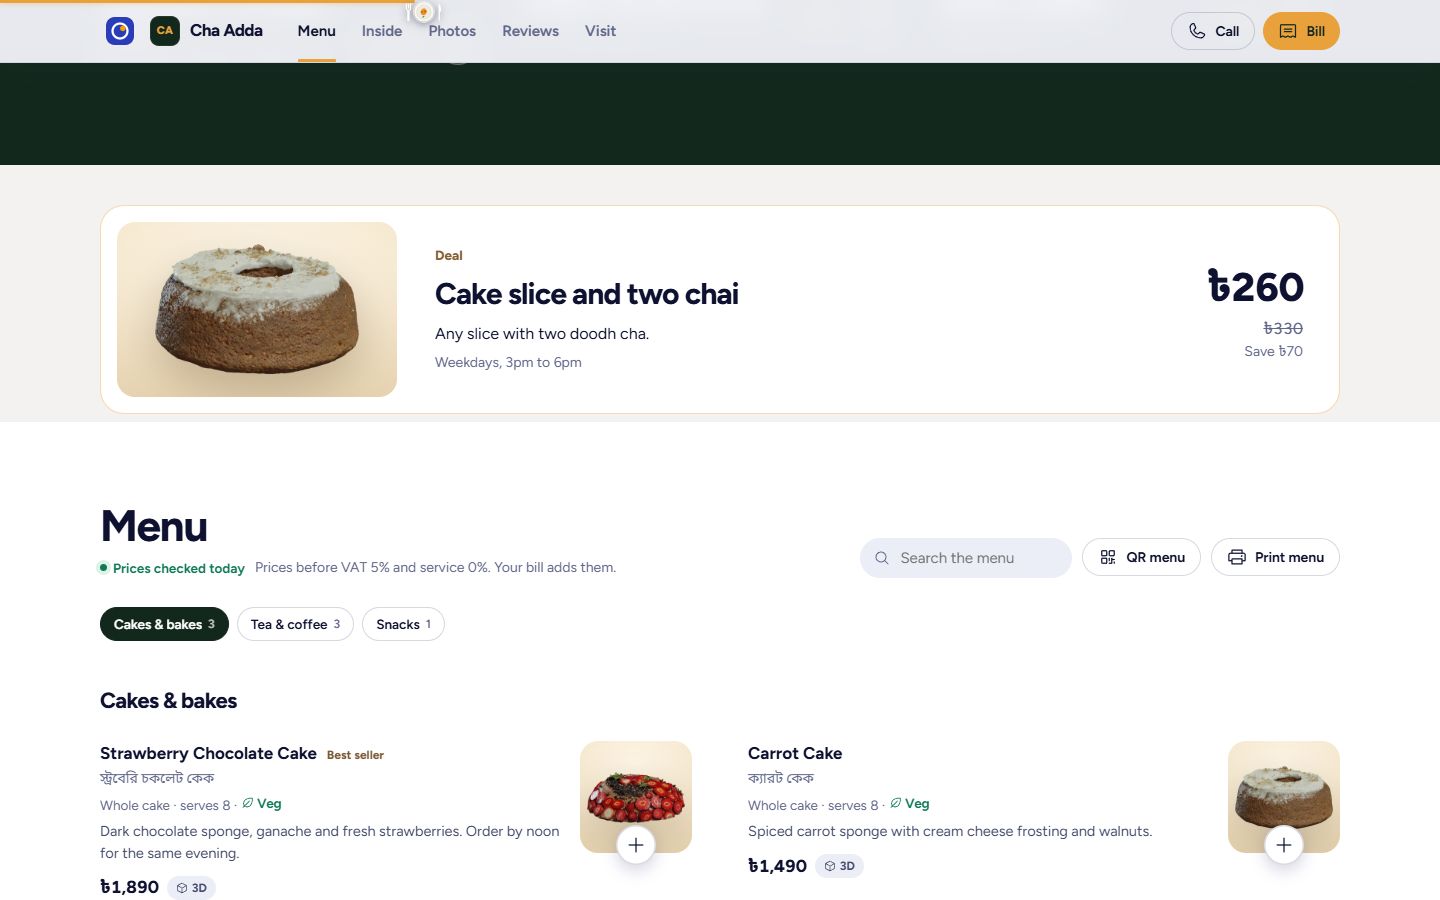 CA
Cha Adda
Menu
Inside
Photos
Reviews
Visit
Call
Bill
Deal
Cake slice and two chai
Any slice with two doodh cha.
Weekdays, 3pm to 6pm
৳260
৳330
Save ৳70
Menu
Prices checked today
Prices before VAT 5% and service 0%. Your bill adds them.
Search the menu
QR menu
Print menu
Cakes & bakes 3
Tea & coffee 3
Snacks 1
Cakes & bakes
Strawberry Chocolate Cake Best seller
স্ট্রবেরি চকলেট কেক
Whole cake · serves 8 · Veg
Dark chocolate sponge, ganache and fresh strawberries. Order by noon
for the same evening.
৳1,890 3D
Carrot Cake
ক্যারট কেক
Whole cake · serves 8 · Veg
Spiced carrot sponge with cream cheese frosting and walnuts.
৳1,490 3D